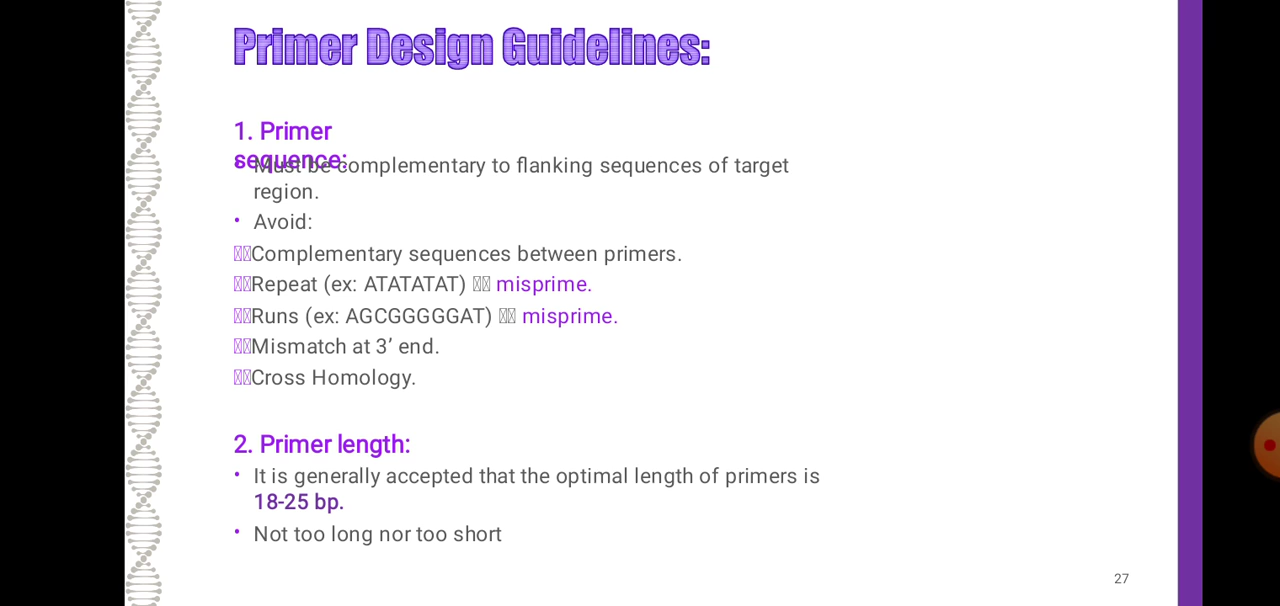 Primer Design Guidelines:
1. Primer
sequence:
• Must be complementary to flanking sequences of target
region.
• Avoid:
Complementary sequences between primers.
Repeat (ex: ATATATAT) misprime.
Runs (ex: AGCGGGGGAT) misprime.
Mismatch at 3’ end.
Cross Homology.
2. Primer length:
• It is generally accepted that the optimal length of primers is
18-25 bp.
• Not too long nor too short
27